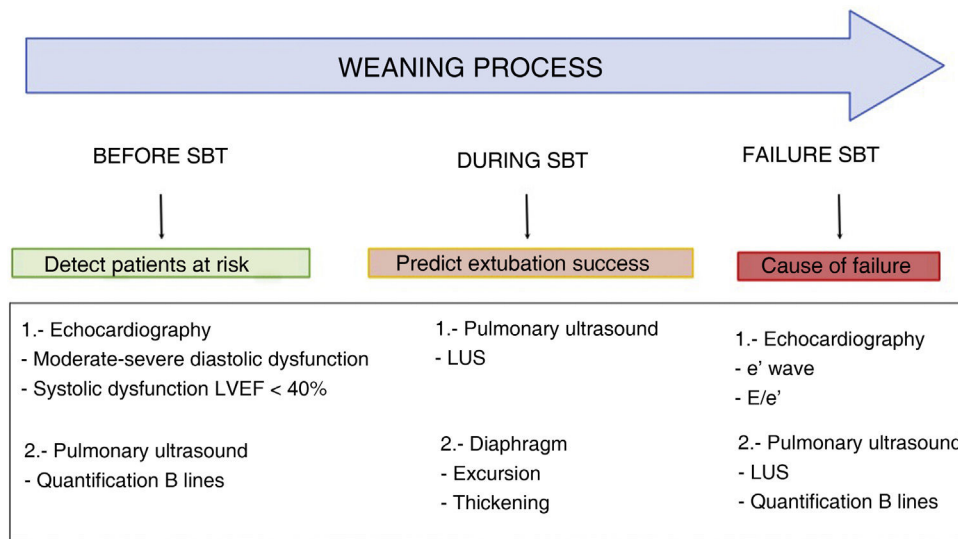 WEANING PROCESS
BEFORE SBT
DURING SBT
FAILURE SBT
Detect patients at risk
Predict extubation success
Cause of failure
1.- Echocardiography
- Moderate-severe diastolic dysfunction
- Systolic dysfunction LVEF < 40%
2.- Pulmonary ultrasound
- Quantification B lines
1.- Pulmonary ultrasound
- LUS
2.- Diaphragm
- Excursion
- Thickening
1.- Echocardiography
- e’ wave
- E/e’
2.- Pulmonary ultrasound
- LUS
- Quantification B lines